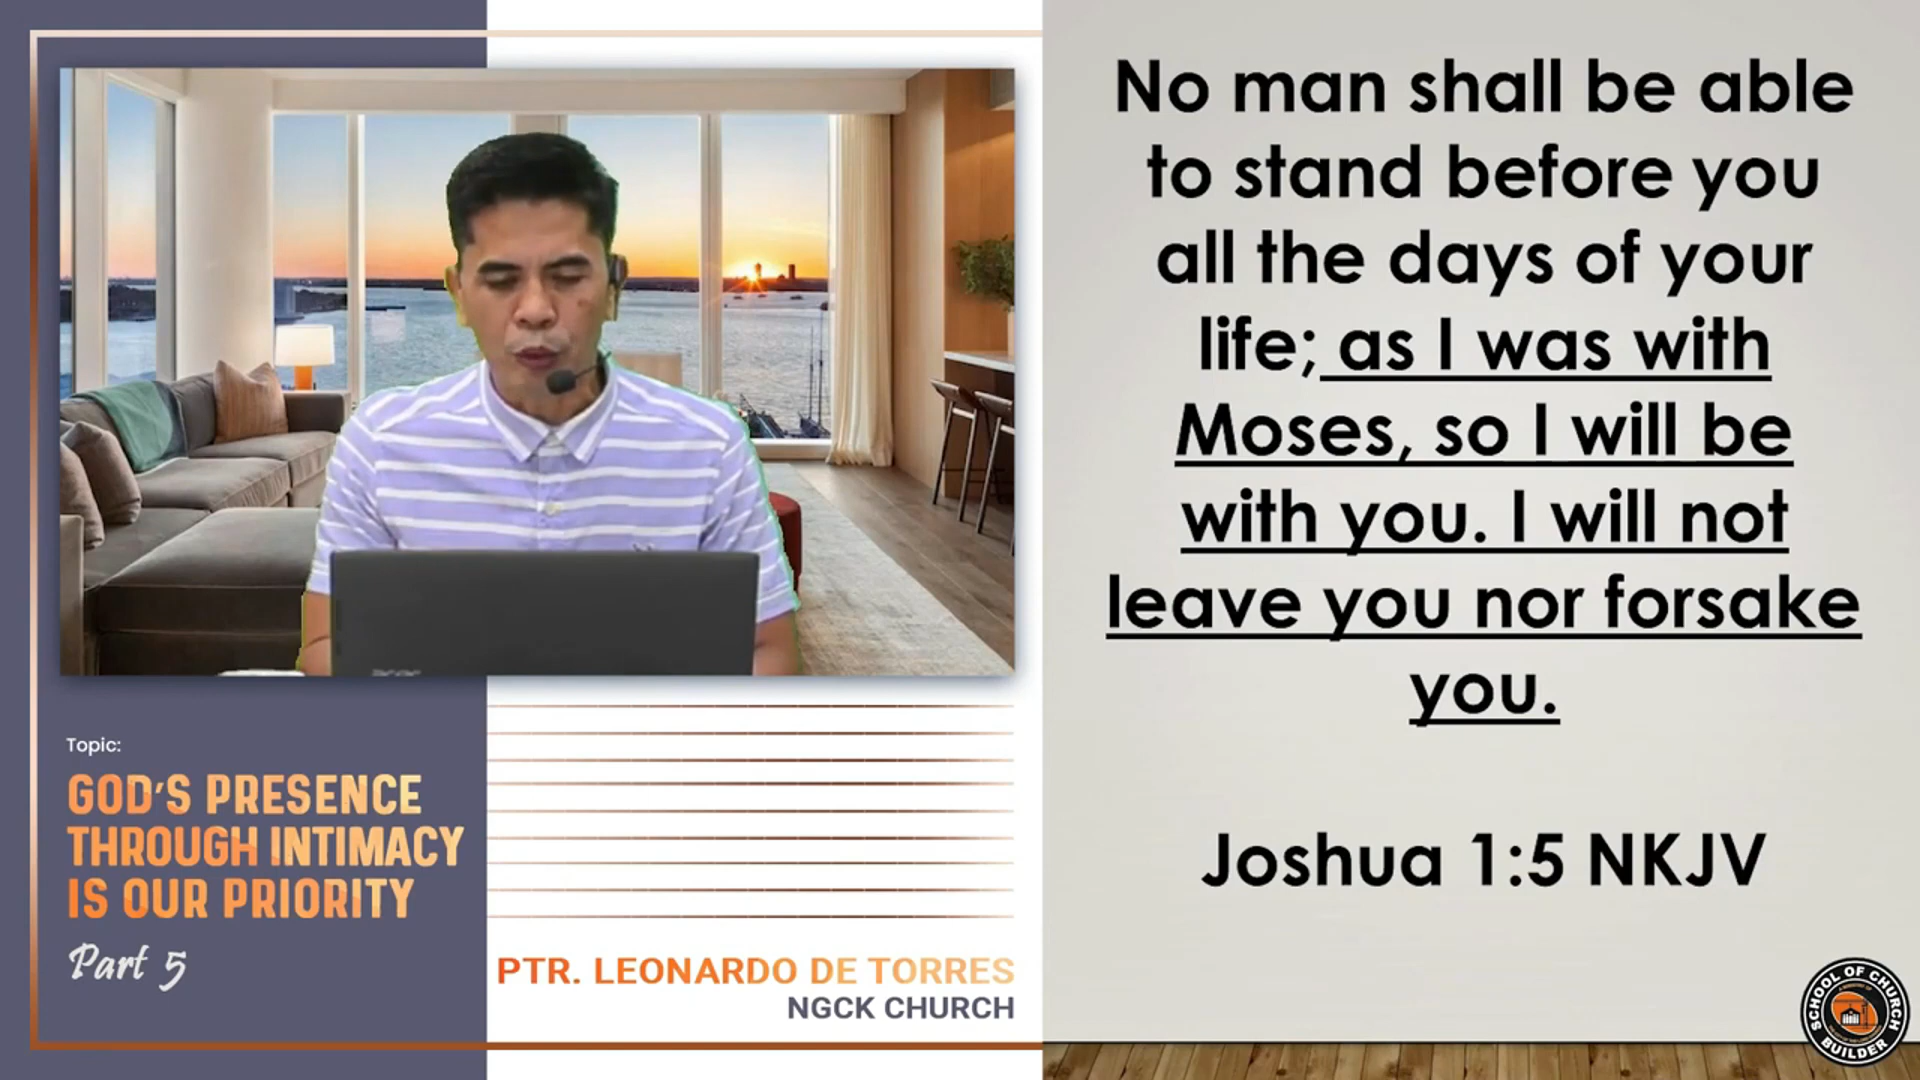 Topic:
GOD'S PRESENCE
THROUGH INTIMACY
IS OUR PRIORITY
Part 5
PTR. LEONARDO DE TORRES
NGCK CHURCH
No man shall be able
to stand before you
all the days of your
life; as I was with
Moses, so I will be
with you. I will not
leave you nor forsake
you.
Joshua 1:5 NKJV
SCHOOL OF CHURCH
BUILDER